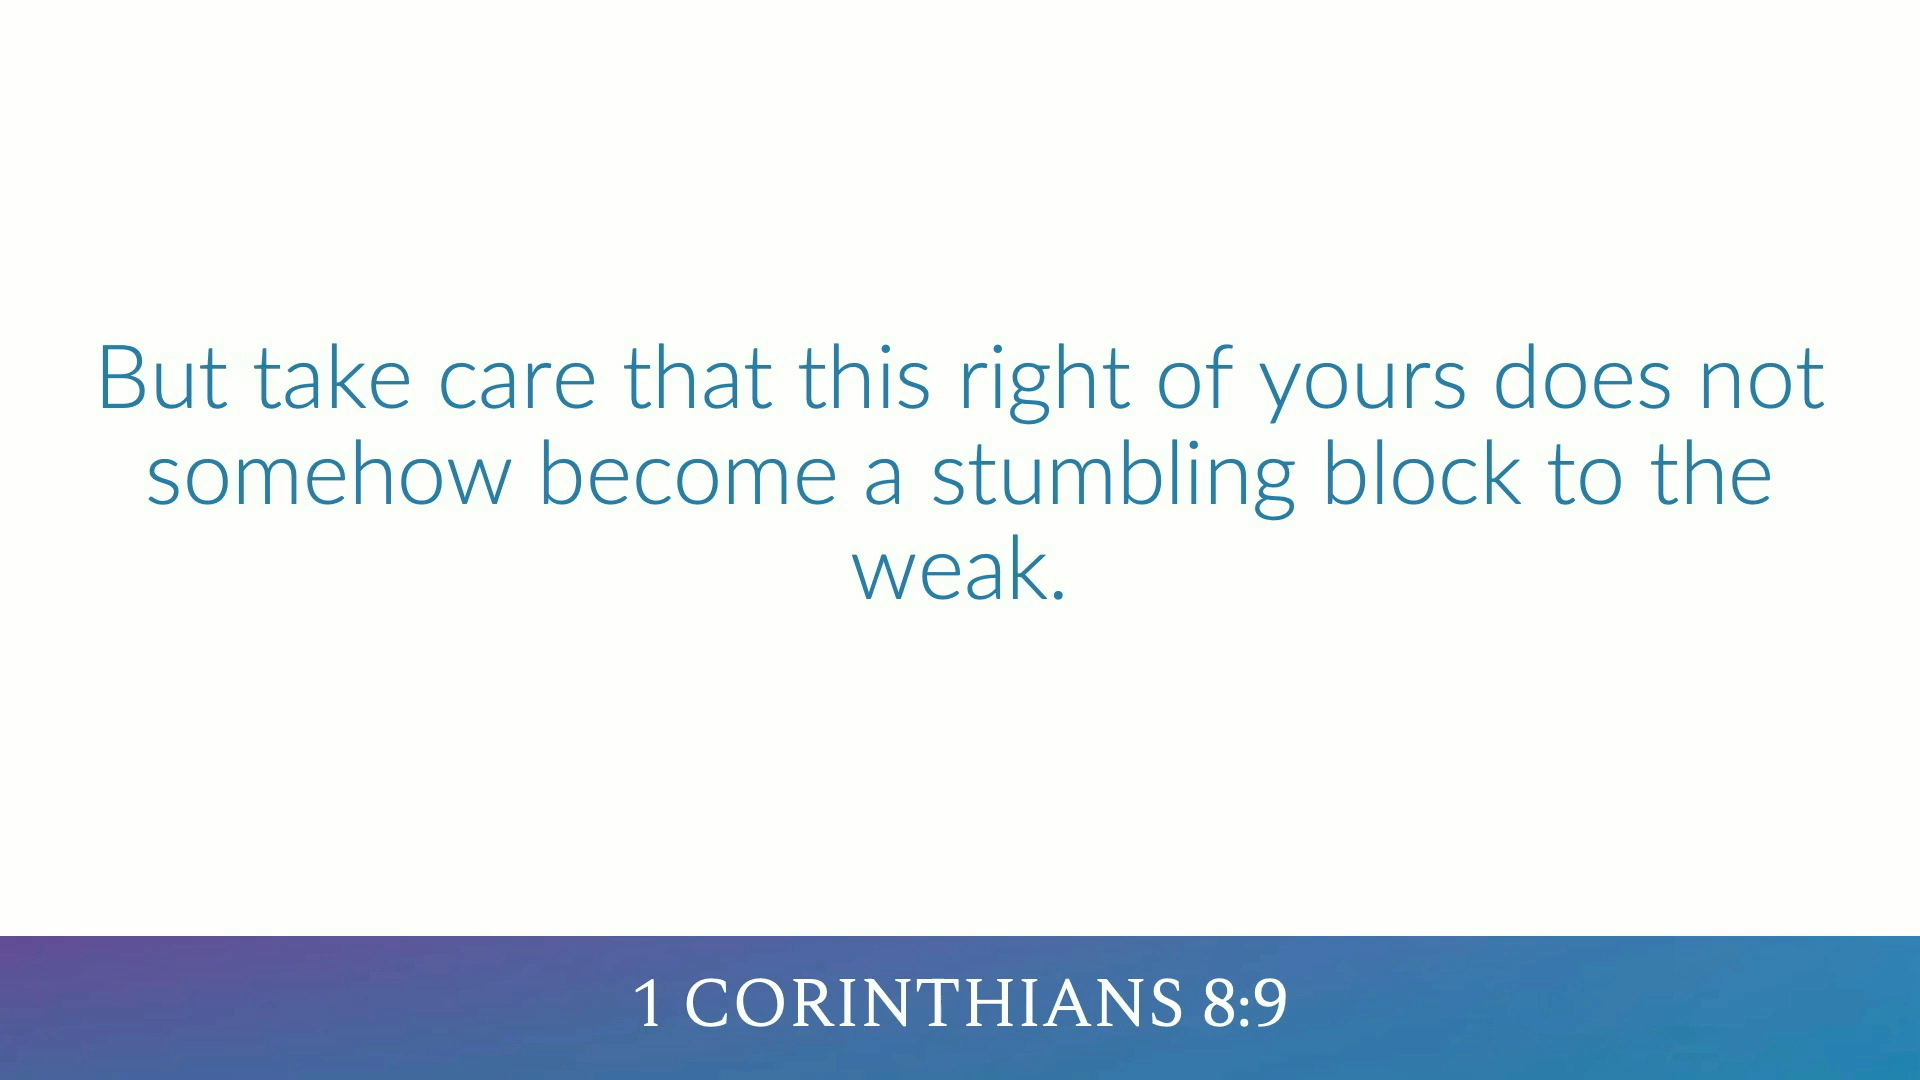 But take care that this right of yours does not
somehow become a stumbling block to the
weak.
1 CORINTHIANS 8:9